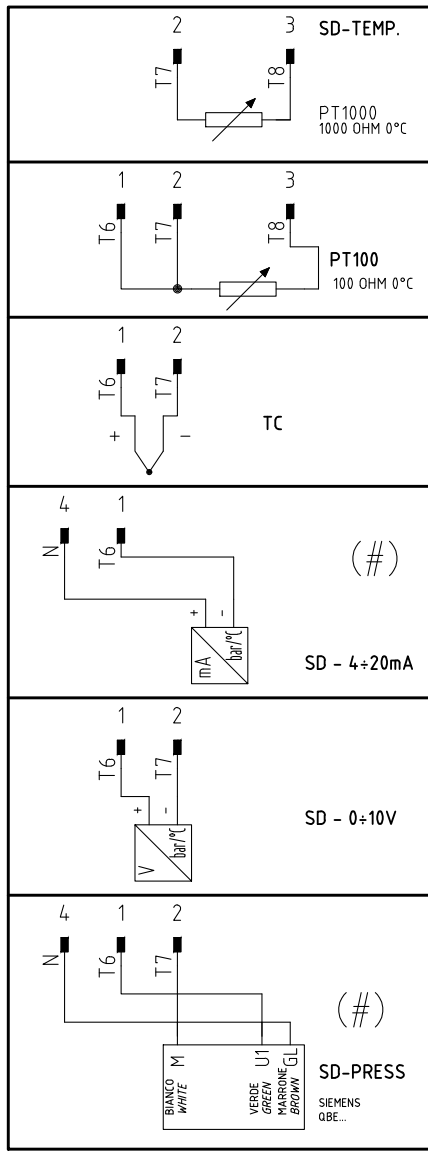 2 3 SD-TEMP.
T7 T8
PT1000
1000 OHM 0°C
1 2 3
T6 T7 T8
PT100
100 OHM 0°C
1 2
T6 T7
+ -
TC
4 1
N T6
(#)
+ -
mA bar/°C
SD - 4÷20mA
1 2
T6 T7
+ -
V bar/°C
SD - 0÷10V
4 1 2
N T6 T7
(#)
M U1 GL
BIANCO
WHITE
VERDE
GREEN
MARRONE
BROWN
SD-PRESS
SIEMENS
QBE...